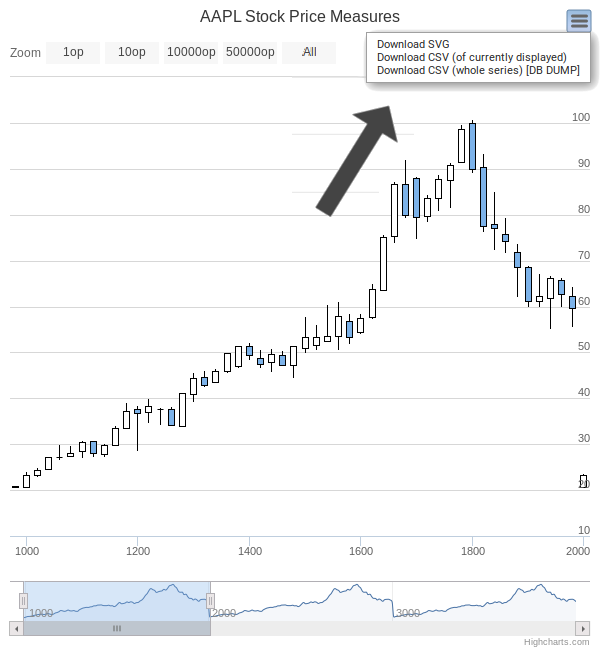 AAPL Stock Price Measures
Zoom 1op 10op 10000op 50000op All
Download SVG
Download CSV (of currently displayed)
Download CSV (whole series) [DB DUMP]
100
90
80
70
60
50
40
30
20
10
1000 1200 1400 1600 1800 2000
1000 2000 3000
Highcharts.com